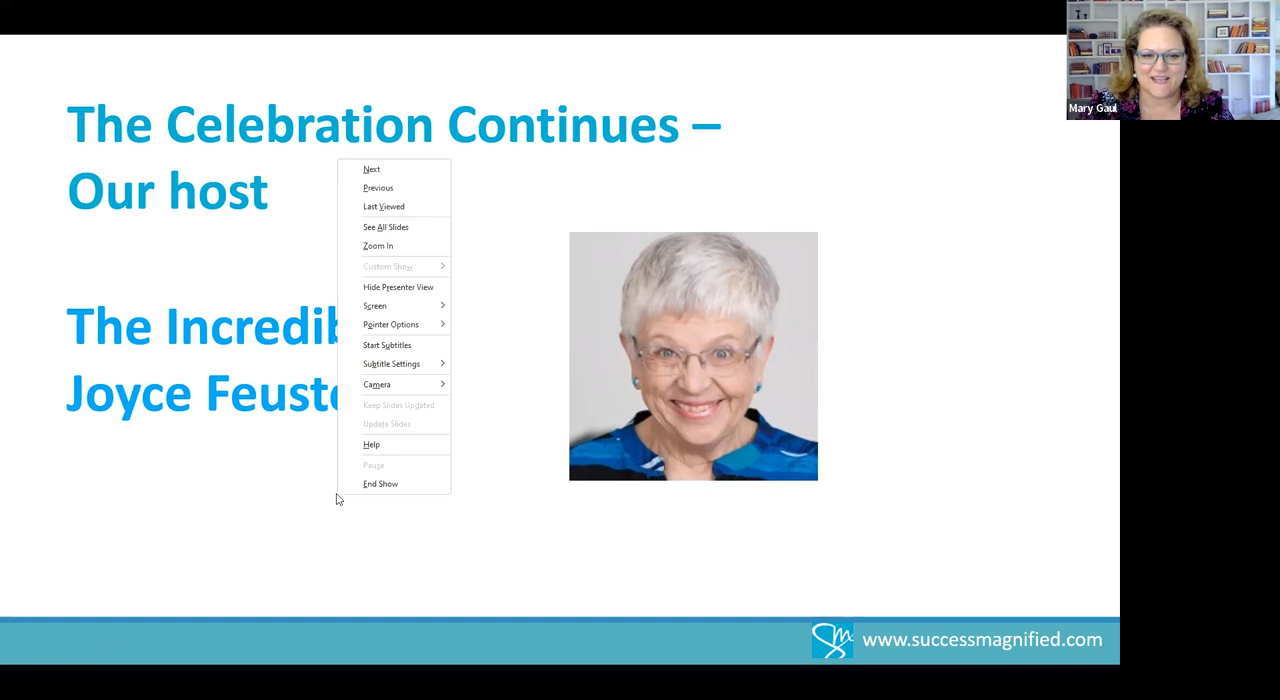 The Celebration Continues –
Our host
The Incredib
Joyce Feust
Next
Previous
Last Viewed
See All Slides
Zoom In
Custom Show
Hide Presenter View
Screen
Pointer Options
Start Subtitles
Subtitle Settings
Camera
Keep Slides Updated
Update Slides
Help
Pause
End Show
Mary Gaul
www.successmagnified.com